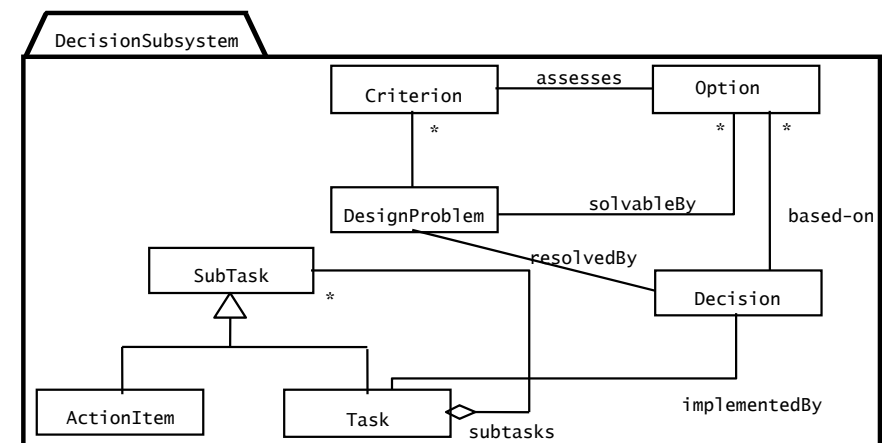 DecisionSubsystem
assesses
Criterion
Option
*
*
*
solvableBy
DesignProblem
based-on
resolvedBy
SubTask
*
Decision
implementedBy
ActionItem
Task
subtasks